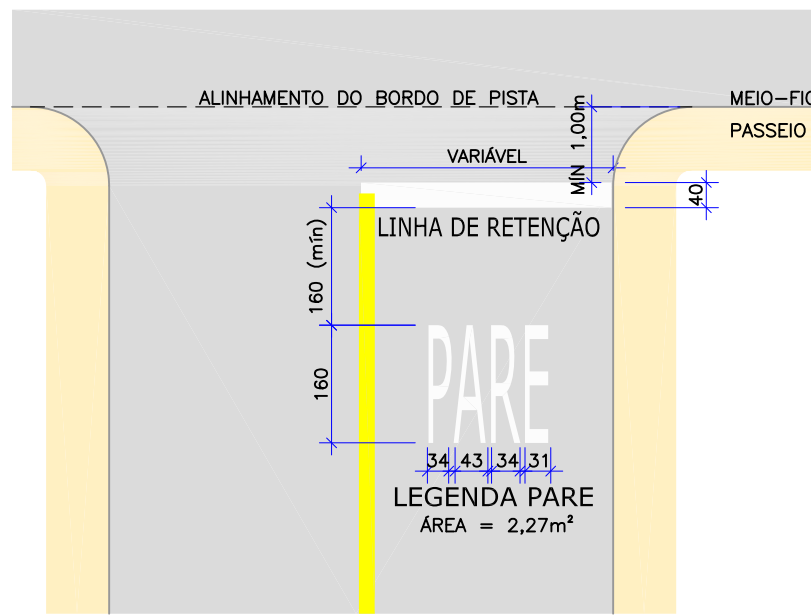 ALINHAMENTO DO BORDO DE PISTA
MEIO-FIO
PASSEIO
MÍN 1,00m
VARIÁVEL
40
LINHA DE RETENÇÃO
160 (mín)
160
PARE
34 43 34 31
LEGENDA PARE
ÁREA = 2,27m²